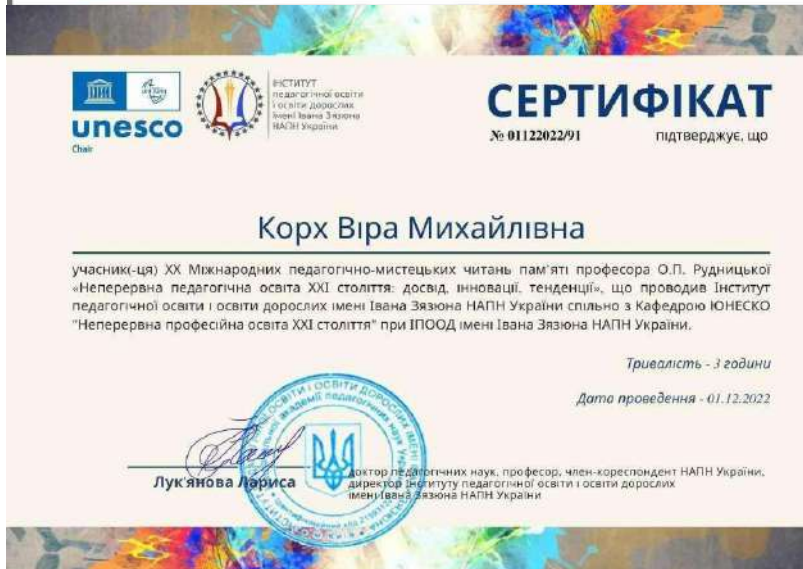 unesco
Chair
ІНСТИТУТ
педагогічної освіти
і освіти дорослих
імені Івана Зязюна
НАПН України
СЕРТИФІКАТ
№ 01122022/91 підтверджує, що
Корх Віра Михайлівна
учасник(-ця) XX Міжнародних педагогічно-мистецьких читань пам'яті професора О.П. Рудницької
«Неперервна педагогічна освіта XXI століття: досвід, інновації, тенденції», що проводив Інститут
педагогічної освіти і освіти дорослих імені Івана Зязюна НАПН України спільно з Кафедрою ЮНЕСКО
"Неперервна професійна освіта XXI століття" при ІПООД імені Івана Зязюна НАПН України.
Тривалість - 3 години
Дата проведення - 01.12.2022
Лук'янова Лариса
доктор педагогічних наук, професор, член-кореспондент НАПН України,
директор Інституту педагогічної освіти і освіти дорослих
імені Івана Зязюна НАПН України